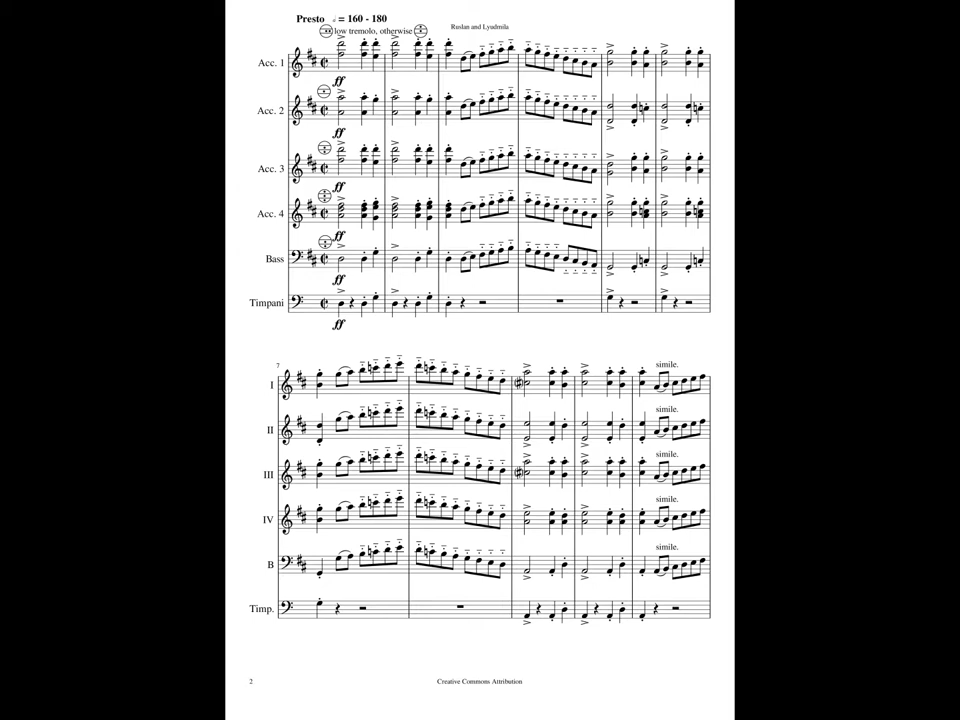 Presto = 160 - 180
Ruslan and Lyudmila
low tremolo, otherwise
Acc. 1
ff
Acc. 2
ff
Acc. 3
ff
Acc. 4
ff
Bass
ff
Timpani
ff
7
simile.
I
simile.
II
simile.
III
simile.
IV
simile.
B
Timp.
2
Creative Commons Attribution